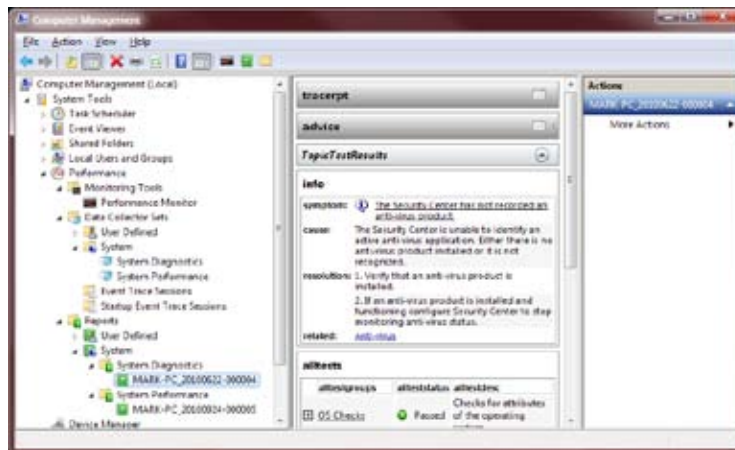 Computer Management
File Action View Help
Computer Management (Local)
System Tools
Task Scheduler
Event Viewer
Shared Folders
Local Users and Groups
Performance
Monitoring Tools
Performance Monitor
Data Collector Sets
User Defined
System
System Diagnostics
System Performance
Event Trace Sessions
Startup Event Trace Sessions
Reports
User Defined
System
System Diagnostics
MARK-PC_20100622-000004
System Performance
MARK-PC_20100924-000005
Device Manager
tracerpt
advice
TopicTestResults
info
symptom: The Security Center has not recorded an
anti-virus product.
cause: The Security Center is unable to identify an
active anti-virus application. Either there is no
anti-virus product installed or it is not
recognized.
resolution: 1. Verify that an anti-virus product is
installed.
2. If an anti-virus product is installed and
functioning configure Security Center to stop
monitoring anti-virus status.
related: Anti-virus
alltests
alltestgroups allteststatus alltestdesc
OS Checks Passed Checks for attributes
of the operating
system
Actions
MARK-PC_20100622-000004
More Actions